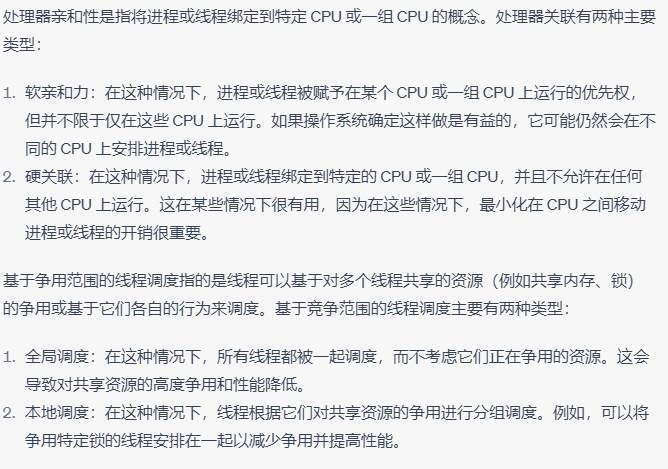 处理器亲和性是指将进程或线程绑定到特定 CPU 或一组 CPU 的概念。处理器关联有两种主要
类型：
1. 软亲和力：在这种情况下，进程或线程被赋予在某个 CPU 或一组 CPU 上运行的优先权，
但并不限于仅在这些 CPU 上运行。如果操作系统确定这样做是有益的，它可能仍然会在不
同的 CPU 上安排进程或线程。
2. 硬关联：在这种情况下，进程或线程绑定到特定的 CPU 或一组 CPU，并且不允许在任何
其他 CPU 上运行。这在某些情况下很有用，因为在这些情况下，最小化在 CPU 之间移动
进程或线程的开销很重要。
基于争用范围的线程调度指的是线程可以基于对多个线程共享的资源（例如共享内存、锁）
的争用或基于它们各自的行为来调度。基于竞争范围的线程调度主要有两种类型：
1. 全局调度：在这种情况下，所有线程都被一起调度，而不考虑它们正在争用的资源。这会
导致对共享资源的高度争用和性能降低。
2. 本地调度：在这种情况下，线程根据它们对共享资源的争用进行分组调度。例如，可以将
争用特定锁的线程安排在一起以减少争用并提高性能。